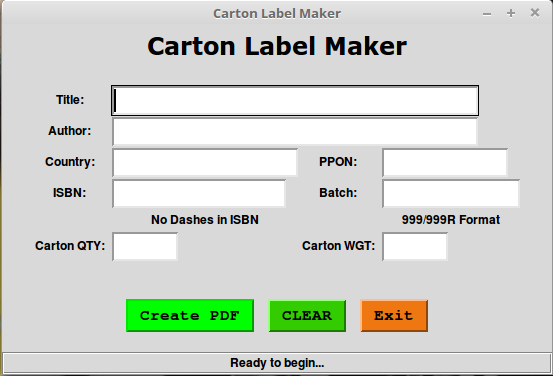 Carton Label Maker
Carton Label Maker
Title:
Author:
Country: PPON:
ISBN: Batch:
No Dashes in ISBN 999/999R Format
Carton QTY: Carton WGT:
Create PDF CLEAR Exit
Ready to begin...